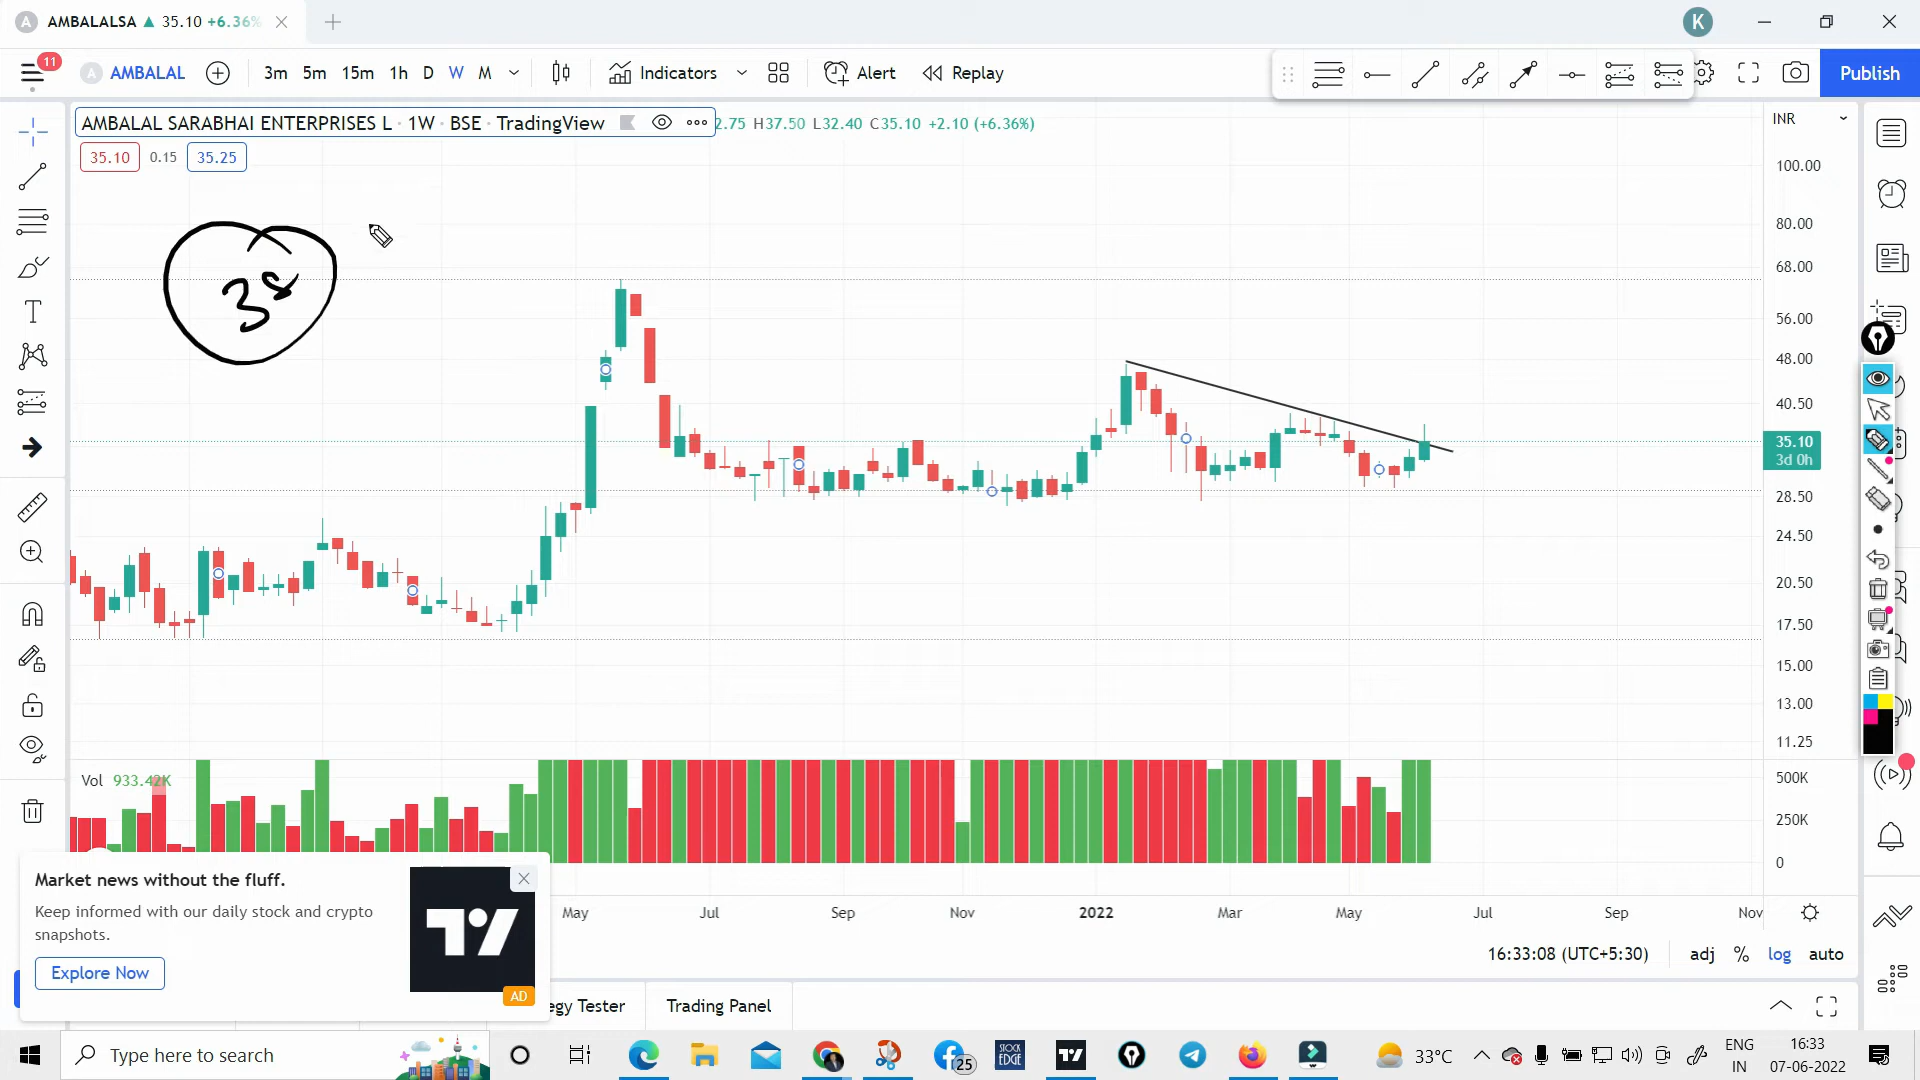 AMBALALSA ▲ 35.10 +6.36%
K
11
AMBALAL
3m 5m 15m 1h D W M
Indicators
Alert
Replay
Publish
AMBALAL SARABHAI ENTERPRISES L · 1W · BSE · TradingView
2.75 H37.50 L32.40 C35.10 +2.10 (+6.36%)
INR
35.10 0.15 35.25
38
100.00
80.00
68.00
56.00
48.00
40.50
35.10
3d 0h
28.50
24.50
20.50
17.50
15.00
13.00
11.25
Vol 933.42K
500K
250K
0
Market news without the fluff.
Keep informed with our daily stock and crypto
snapshots.
Explore Now
AD
May Jul Sep Nov 2022 Mar May Jul Sep Nov
16:33:08 (UTC+5:30) adj % log auto
egy Tester Trading Panel
Type here to search
25
STOCK
EDGE
33°C
ENG
IN
16:33
07-06-2022